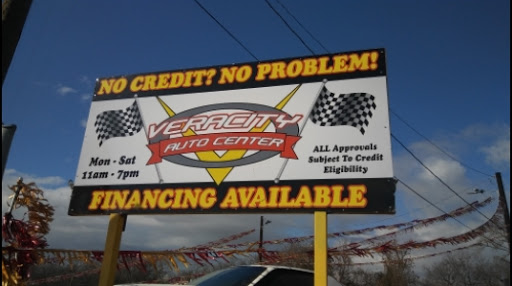 NO CREDIT? NO PROBLEM!
VERACITY
AUTO CENTER
Mon - Sat
11am - 7pm
ALL Approvals
Subject To Credit
Eligibility
FINANCING AVAILABLE